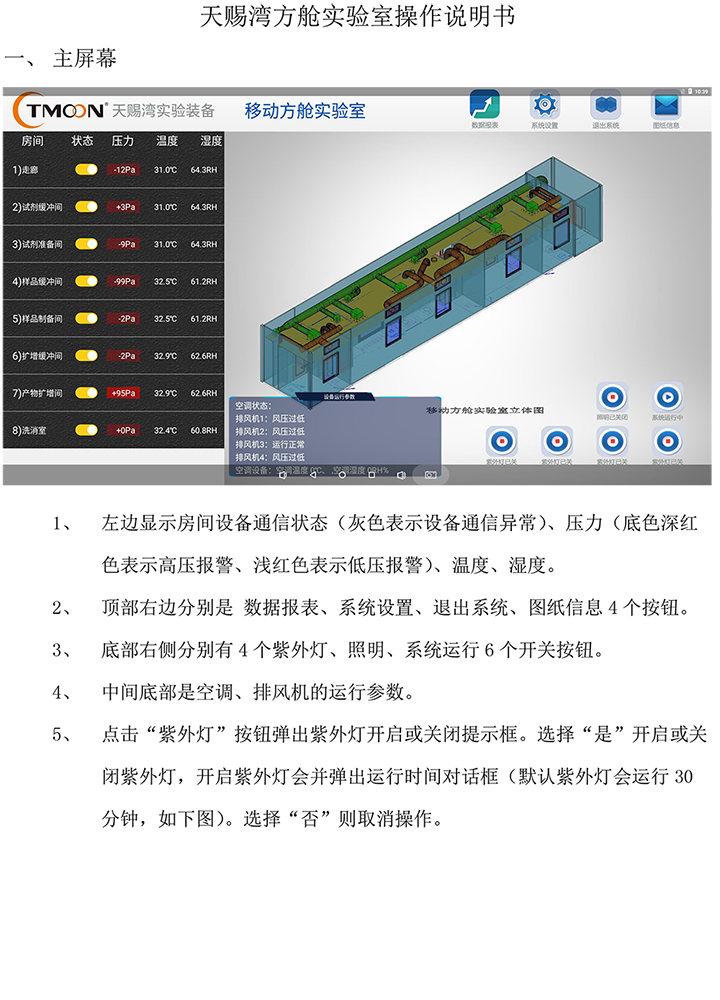 天赐湾方舱实验室操作说明书
一、 主屏幕
10:39
TMOON® 天赐湾实验装备 移动方舱实验室
数据报表 系统设置 退出系统 图纸信息
房间 状态 压力 温度 湿度
1)走廊 -12Pa 31.0℃ 64.3RH
2)试剂缓冲间 +3Pa 31.0℃ 64.3RH
3)试剂准备间 -9Pa 31.0℃ 64.3RH
4)样品缓冲间 -99Pa 32.5℃ 61.2RH
5)样品制备间 -2Pa 32.5℃ 61.2RH
6)扩增缓冲间 -2Pa 32.9℃ 62.6RH
7)产物扩增间 +95Pa 32.9℃ 62.6RH
8)洗消室 +0Pa 32.4℃ 60.8RH
设备运行参数
空调状态：
排风机1：风压过低
排风机2：风压过低
排风机3：运行正常
排风机4：风压过低
空调设备：空调温度 0℃、 空调湿度 0RH%
移动方舱实验室立体图
照明已关闭 系统运行中
紫外灯已关 紫外灯已关 紫外灯已关 紫外灯已关
1、 左边显示房间设备通信状态（灰色表示设备通信异常）、压力（底色深红
色表示高压报警、浅红色表示低压报警）、温度、湿度。
2、 顶部右边分别是 数据报表、系统设置、退出系统、图纸信息 4 个按钮。
3、 底部右侧分别有 4 个紫外灯、照明、系统运行 6 个开关按钮。
4、 中间底部是空调、排风机的运行参数。
5、 点击“紫外灯”按钮弹出紫外灯开启或关闭提示框。选择“是”开启或关
闭紫外灯，开启紫外灯会并弹出运行时间对话框（默认紫外灯会运行 30
分钟，如下图）。选择“否”则取消操作。